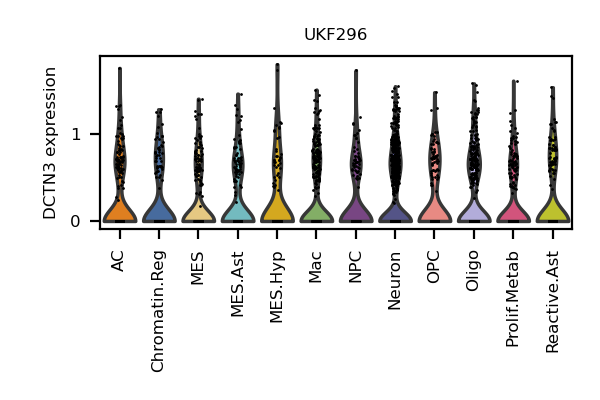 UKF296
DCTN3 expression
1
0
AC
Chromatin.Reg
MES
MES.Ast
MES.Hyp
Mac
NPC
Neuron
OPC
Oligo
Prolif.Metab
Reactive.Ast